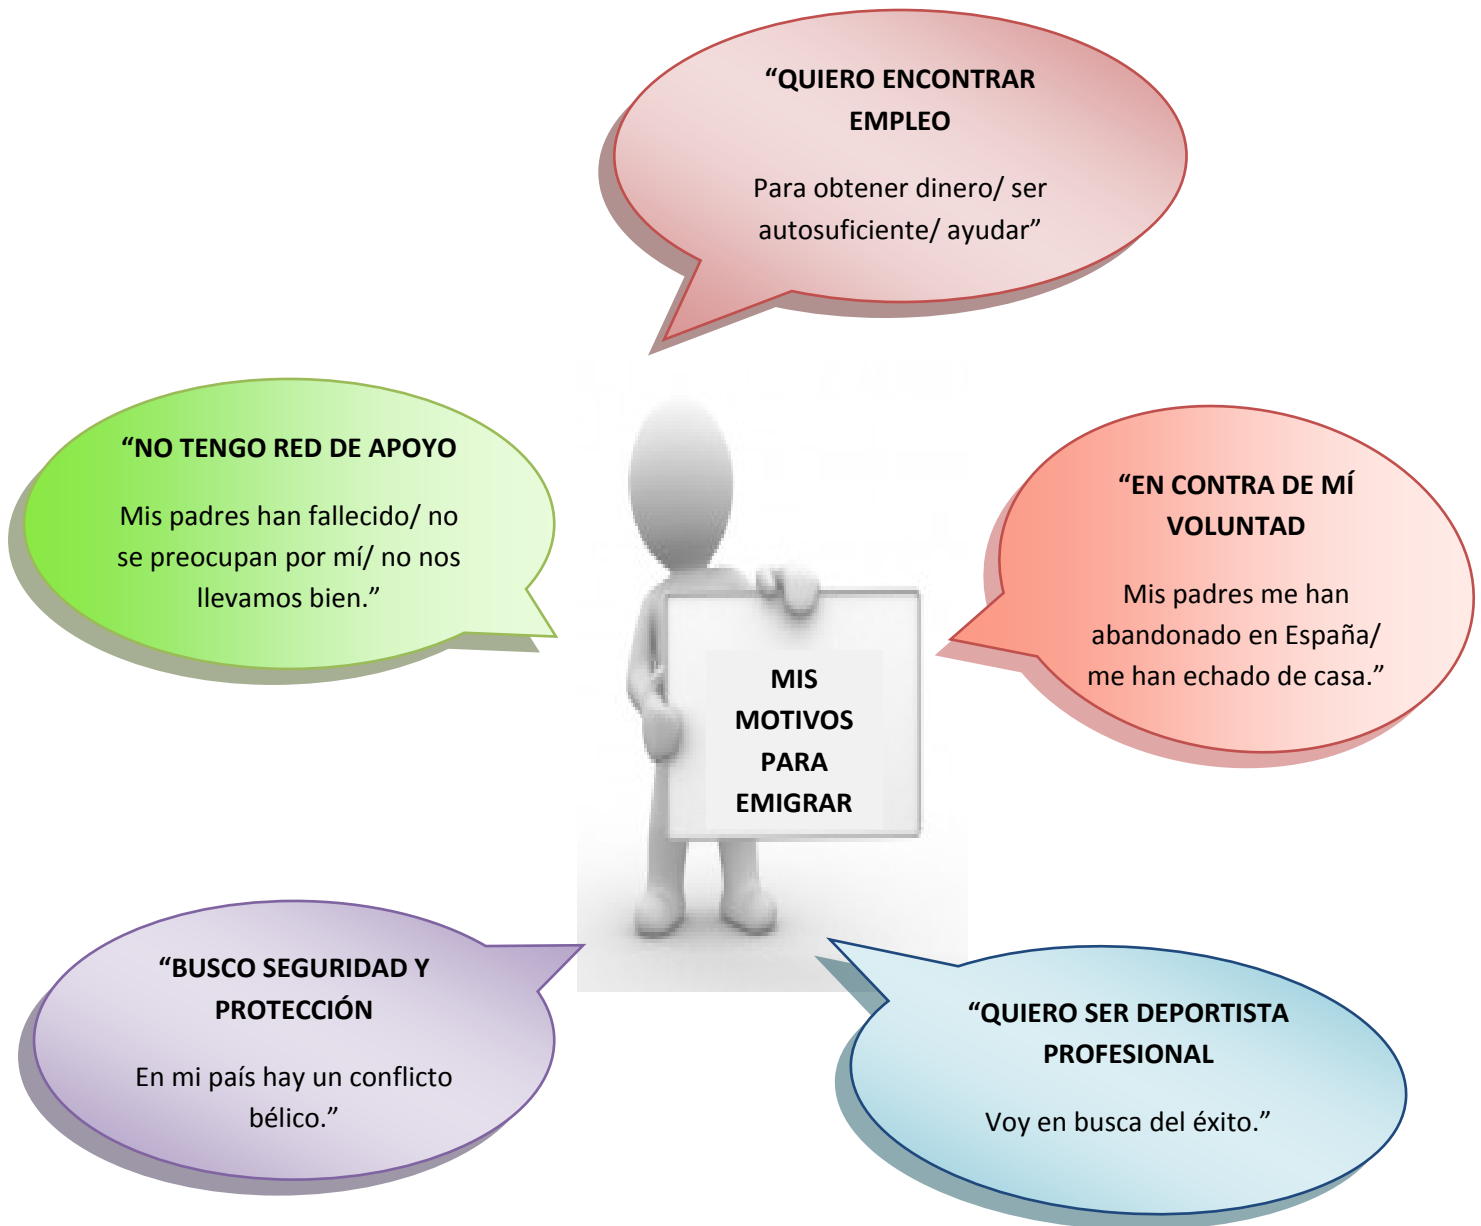 “QUIERO ENCONTRAR
EMPLEO
Para obtener dinero/ ser
autosuficiente/ ayudar”
“NO TENGO RED DE APOYO
Mis padres han fallecido/ no
se preocupan por mí/ no nos
llevamos bien.”
“EN CONTRA DE MÍ
VOLUNTAD
Mis padres me han
abandonado en España/
me han echado de casa.”
MIS
MOTIVOS
PARA
EMIGRAR
“BUSCO SEGURIDAD Y
PROTECCIÓN
En mi país hay un conflicto
bélico.”
“QUIERO SER DEPORTISTA
PROFESIONAL
Voy en busca del éxito.”